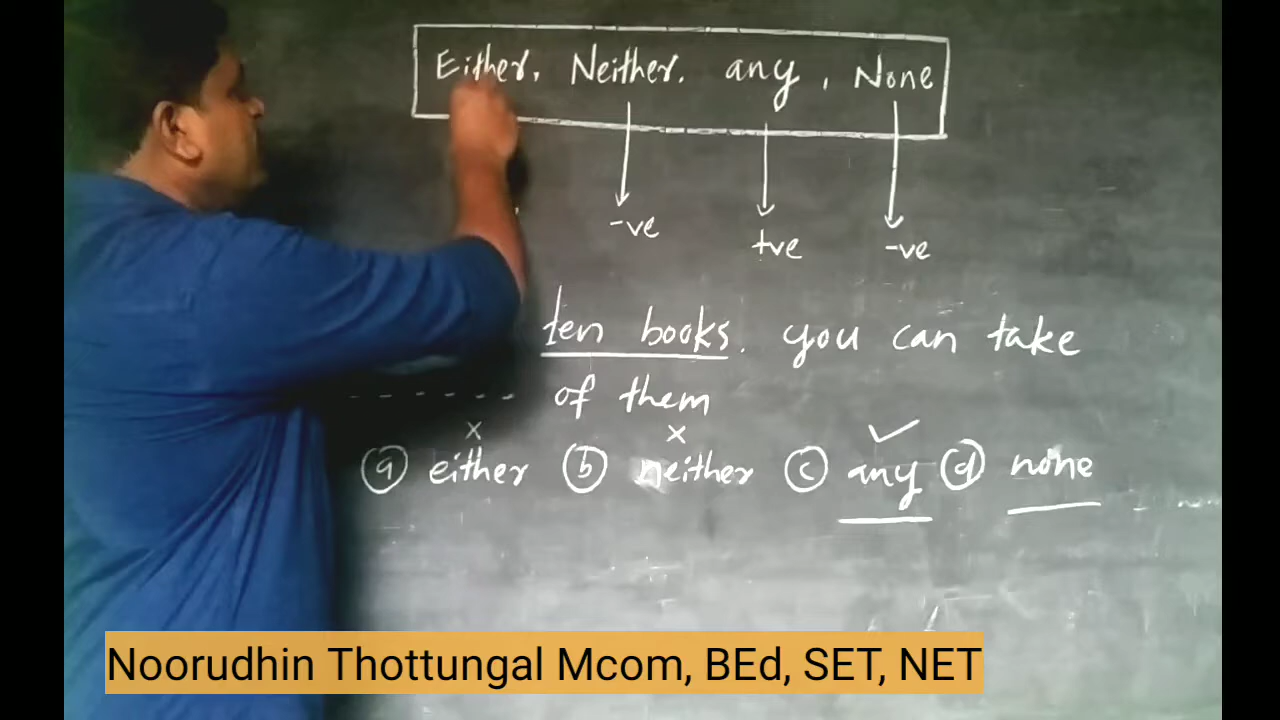 Either, Neither. any, None
-ve +ve -ve
ten books. you can take
------ of them
x x ✓
ⓐ either ⓑ neither ⓒ any ⓓ none
Noorudhin Thottungal Mcom, BEd, SET, NET